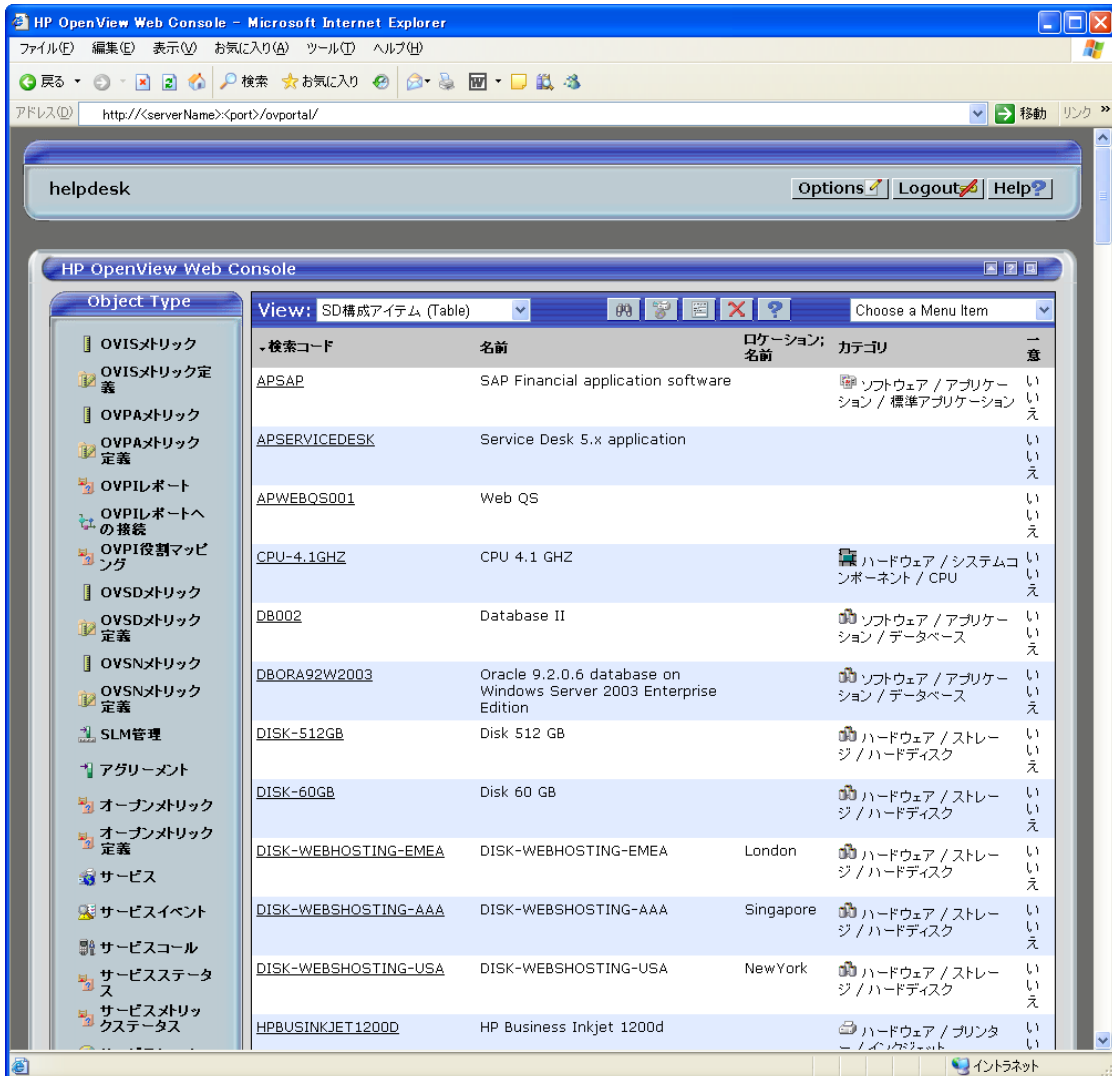 HP OpenView Web Console - Microsoft Internet Explorer
ファイル(F) 編集(E) 表示(V) お気に入り(A) ツール(T) ヘルプ(H)
戻る 検索 お気に入り
アドレス(D) http://<serverName>:<port>/ovportal/ 移動 リンク »
helpdesk Options Logout Help?
HP OpenView Web Console
Object Type
OVISメトリック
OVISメトリック定
義
OVPAメトリック
OVPAメトリック
定義
OVPIレポート
OVPIレポートへ
の接続
OVPI役割マッピ
ング
OVSDメトリック
OVSDメトリック
定義
OVSNメトリック
OVSNメトリック
定義
SLM管理
アグリーメント
オープンメトリック
オープンメトリック
定義
サービス
サービスイベント
サービスコール
サービスステータ
ス
サービスメトリッ
クステータス
View: SD構成アイテム (Table) Choose a Menu Item
検索コード 名前 ロケーション; 名前 カテゴリ 一意
APSAP SAP Financial application software ソフトウェア / アプリケー いいえ
ション / 標準アプリケーション
APSERVICEDESK Service Desk 5.x application いいえ
APWEBQS001 Web QS いいえ
CPU-4.1GHZ CPU 4.1 GHZ ハードウェア / システムコ いいえ
ンポーネント / CPU
DB002 Database II ソフトウェア / アプリケー いいえ
ション / データベース
DBORA92W2003 Oracle 9.2.0.6 database on ソフトウェア / アプリケー いいえ
Windows Server 2003 Enterprise ション / データベース
Edition
DISK-512GB Disk 512 GB ハードウェア / ストレー いいえ
ジ / ハードディスク
DISK-60GB Disk 60 GB ハードウェア / ストレー いいえ
ジ / ハードディスク
DISK-WEBHOSTING-EMEA DISK-WEBHOSTING-EMEA London ハードウェア / ストレー いいえ
ジ / ハードディスク
DISK-WEBSHOSTING-AAA DISK-WEBSHOSTING-AAA Singapore ハードウェア / ストレー いいえ
ジ / ハードディスク
DISK-WEBSHOSTING-USA DISK-WEBSHOSTING-USA NewYork ハードウェア / ストレー いいえ
ジ / ハードディスク
HPBUSINKJET1200D HP Business Inkjet 1200d ハードウェア / プリンタ いい
イントラネット